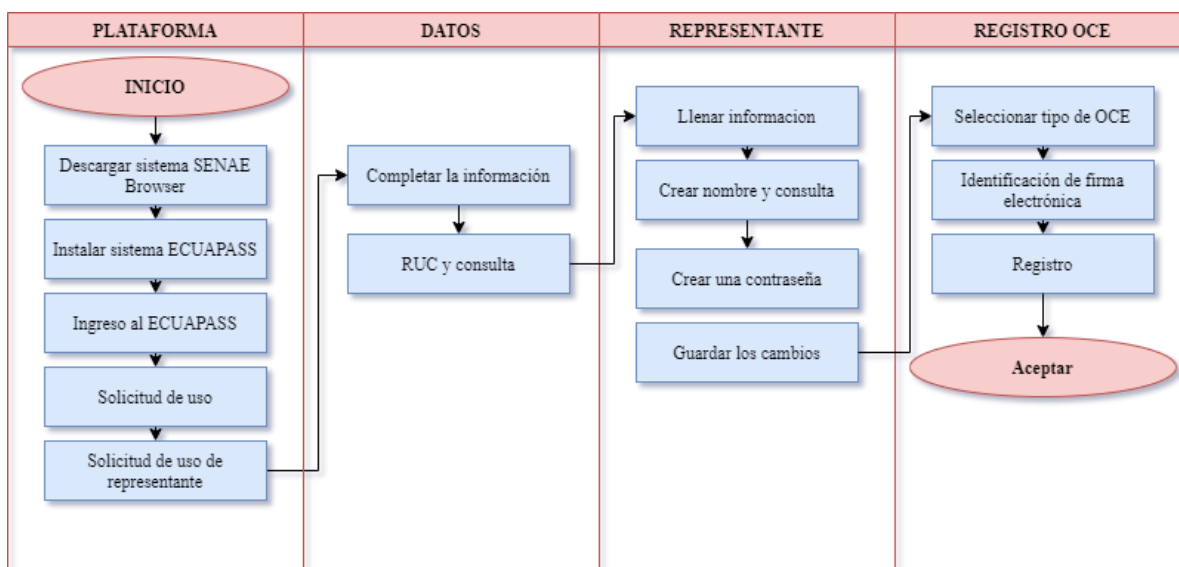 PLATAFORMA
INICIO
Descargar sistema SENAE
Browser
Instalar sistema ECUAPASS
Ingreso al ECUAPASS
Solicitud de uso
Solicitud de uso de
representante
DATOS
Completar la información
RUC y consulta
REPRESENTANTE
Llenar informacion
Crear nombre y consulta
Crear una contraseña
Guardar los cambios
REGISTRO OCE
Seleccionar tipo de OCE
Identificación de firma
electrónica
Registro
Aceptar